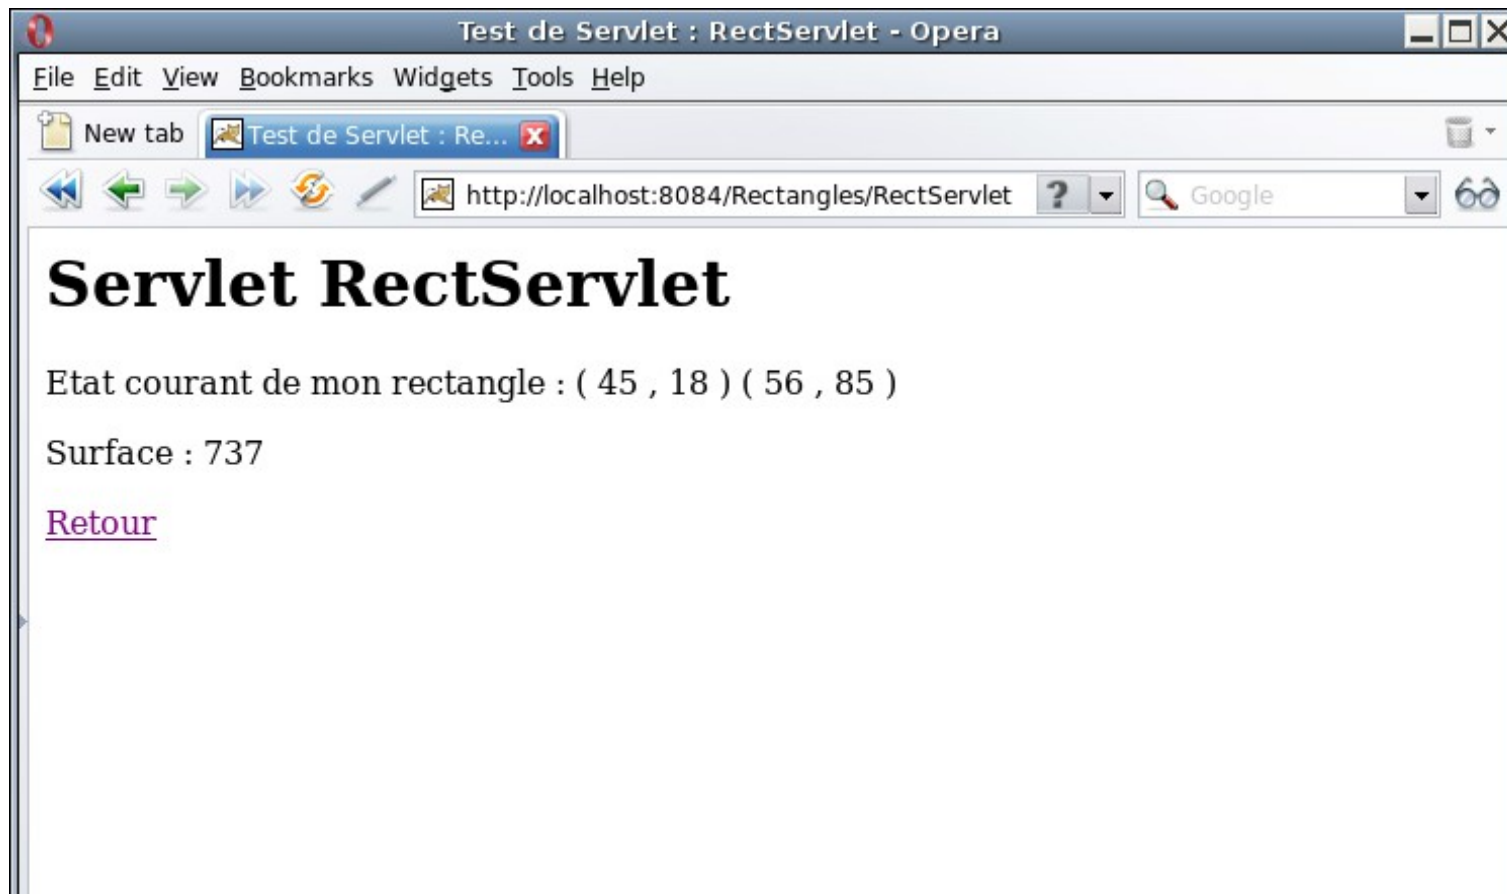 Test de Servlet : RectServlet - Opera
File Edit View Bookmarks Widgets Tools Help
New tab Test de Servlet : Re...
http://localhost:8084/Rectangles/RectServlet ? Google
Servlet RectServlet
Etat courant de mon rectangle : ( 45 , 18 ) ( 56 , 85 )
Surface : 737
Retour